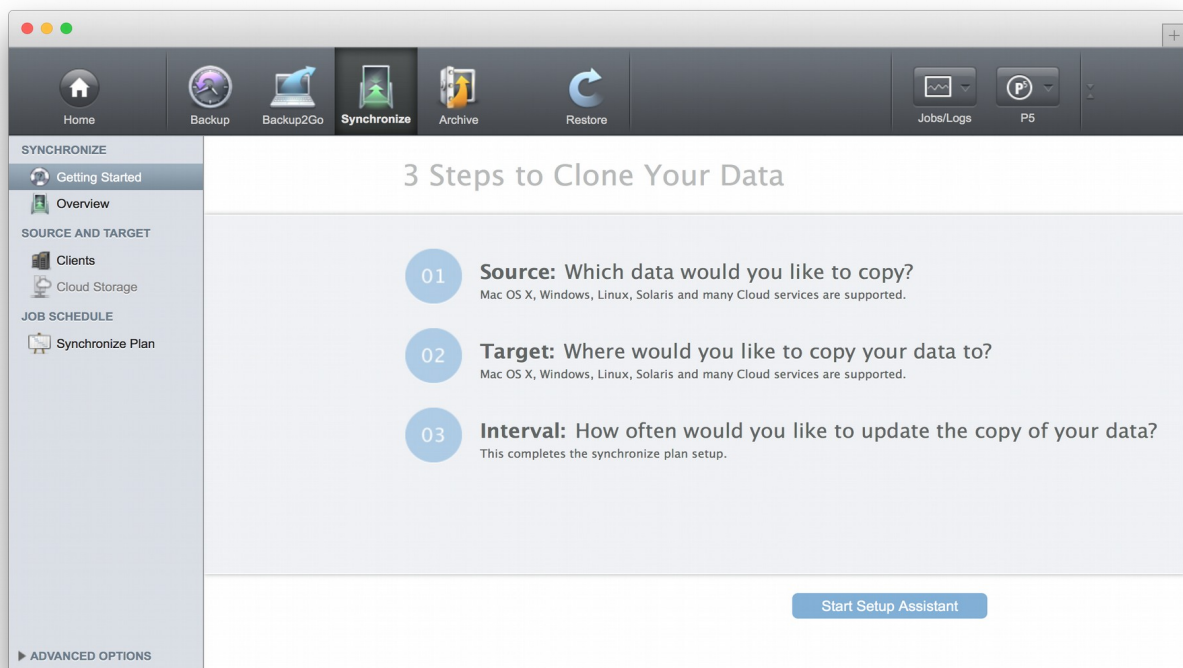 Home
Backup
Backup2Go
Synchronize
Archive
Restore
Jobs/Logs
P5
P5
SYNCHRONIZE
Getting Started
Overview
SOURCE AND TARGET
Clients
Cloud Storage
JOB SCHEDULE
Synchronize Plan
ADVANCED OPTIONS
3 Steps to Clone Your Data
01
Source: Which data would you like to copy?
Mac OS X, Windows, Linux, Solaris and many Cloud services are supported.
02
Target: Where would you like to copy your data to?
Mac OS X, Windows, Linux, Solaris and many Cloud services are supported.
03
Interval: How often would you like to update the copy of your data?
This completes the synchronize plan setup.
Start Setup Assistant